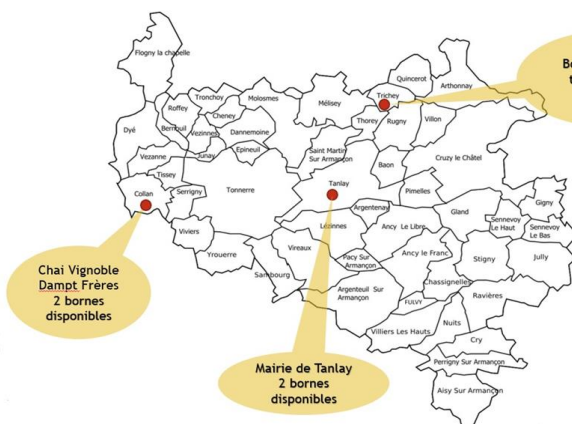 Flogny la chapelle
Quincerot
Arthonnay
Trichey
Tronchoy
Molosmes
Mélisey
Roffey
Cheney
Thorey
Rugny
Villon
Dyé
Bernouil
Vezinnes
Dannemoine
Saint Martin
Sur Armançon
Vezanne
Junay
Epineuil
Baon
Cruzy le Châtel
Tissey
Collan
Serrigny
Tonnerre
Tanlay
Pimelles
Gigny
Argentenay
Gland
Sennevoy
Le Haut
Sennevoy
Le Bas
Viviers
Lézinnes
Ancy Le Libre
Yrouerre
Vireaux
Pacy Sur
Armançon
Ancy le Franc
Stigny
Jully
Sambourg
Argenteuil Sur
Armançon
Chassignelles
Ravières
FULVY
Nuits
Villiers Les Hauts
Cry
Perrigny Sur Armançon
Aisy Sur Armançon
Chai Vignoble
Dampt Frères
2 bornes
disponibles
Mairie de Tanlay
2 bornes
disponibles